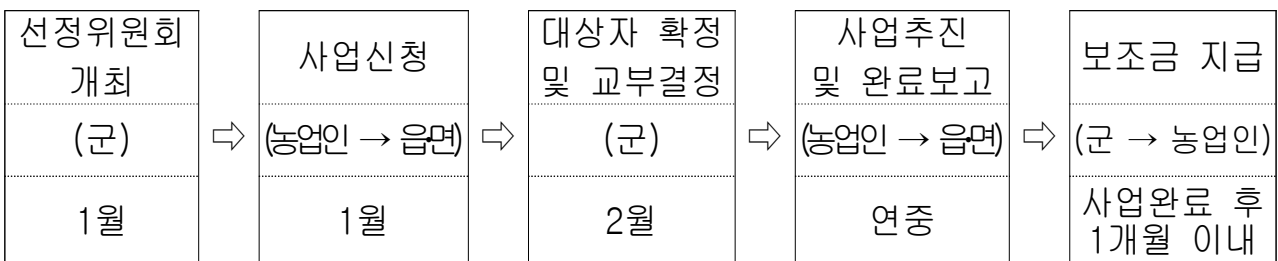 선정위원회
개최
(군)
1월
⇨
사업신청
(농업인 → 읍·면)
1월
⇨
대상자 확정
및 교부결정
(군)
2월
⇨
사업추진
및 완료보고
(농업인 → 읍·면)
연중
⇨
보조금 지급
(군 → 농업인)
사업완료 후
1개월 이내